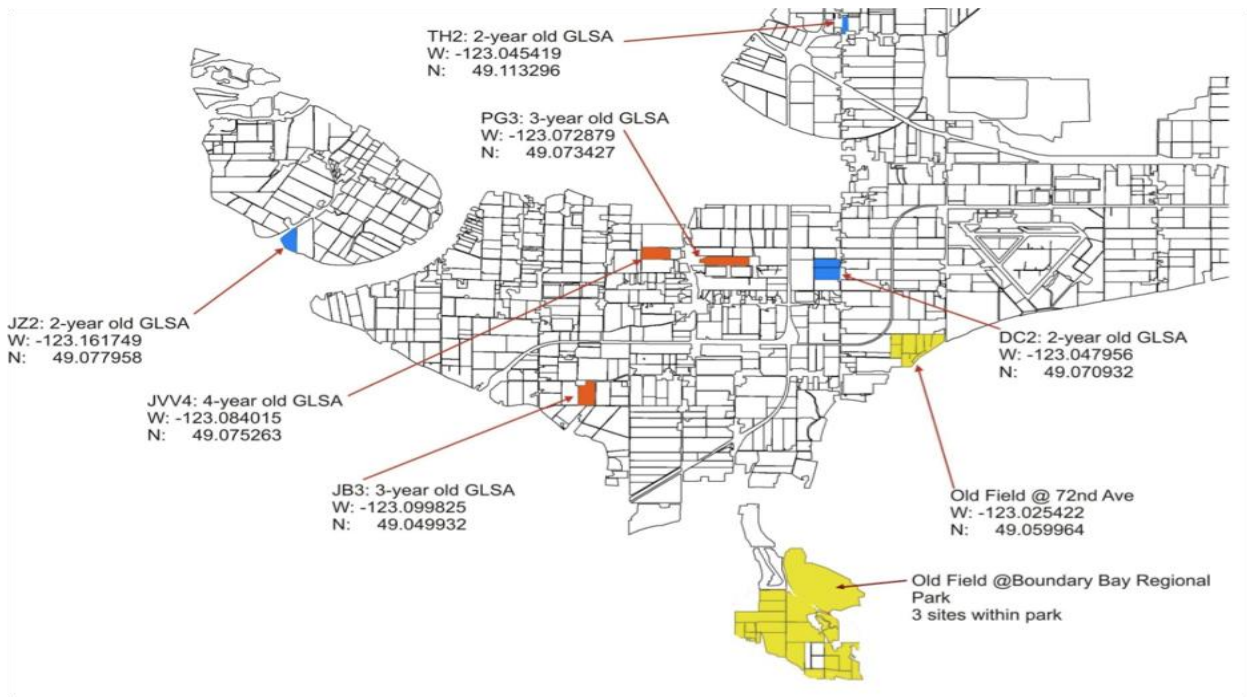 TH2: 2-year old GLSA
W: -123.045419
N: 49.113296
PG3: 3-year old GLSA
W: -123.072879
N: 49.073427
JZ2: 2-year old GLSA
W: -123.161749
N: 49.077958
DC2: 2-year old GLSA
W: -123.047956
N: 49.070932
JVV4: 4-year old GLSA
W: -123.084015
N: 49.075263
JB3: 3-year old GLSA
W: -123.099825
N: 49.049932
Old Field @ 72nd Ave
W: -123.025422
N: 49.059964
Old Field @Boundary Bay Regional
Park
3 sites within park